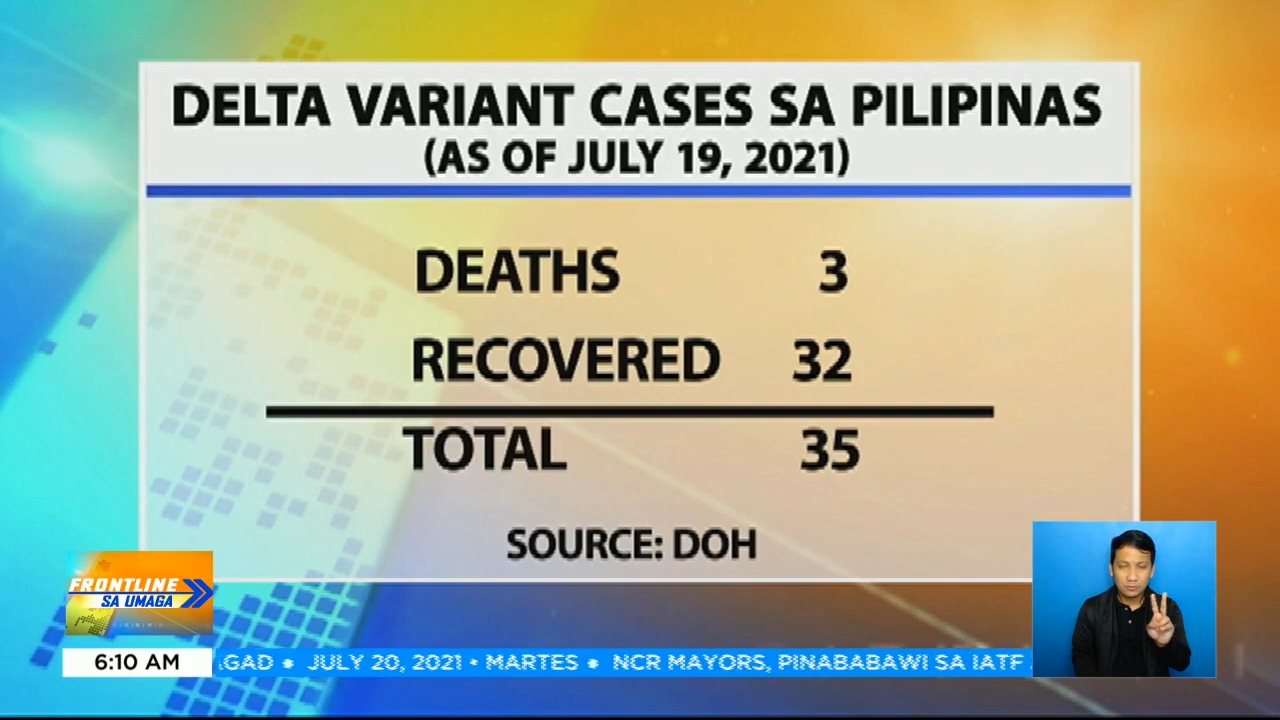 DELTA VARIANT CASES SA PILIPINAS
(AS OF JULY 19, 2021)
DEATHS 3
RECOVERED 32
TOTAL 35
SOURCE: DOH
FRONTLINE
SA UMAGA
6:10 AM
GAD • JULY 20, 2021 • MARTES • NCR MAYORS, PINABABAWI SA IATF